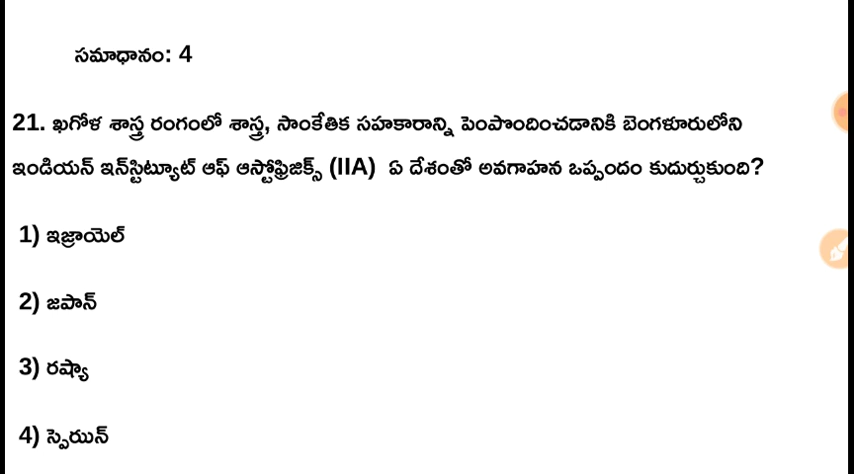 సమాధానం: 4
21. ఖగోళ శాస్త్ర రంగంలో శాస్త్ర, సాంకేతిక సహకారాన్ని పెంపొందించడానికి బెంగళూరులోని
ఇండియన్ ఇన్‌స్టిట్యూట్ ఆఫ్ ఆస్ట్రోఫిజిక్స్ (IIA) ఏ దేశంతో అవగాహన ఒప్పందం కుదుర్చుకుంది?
1) ఇజ్రాయెల్
2) జపాన్
3) రష్యా
4) స్పెయిన్